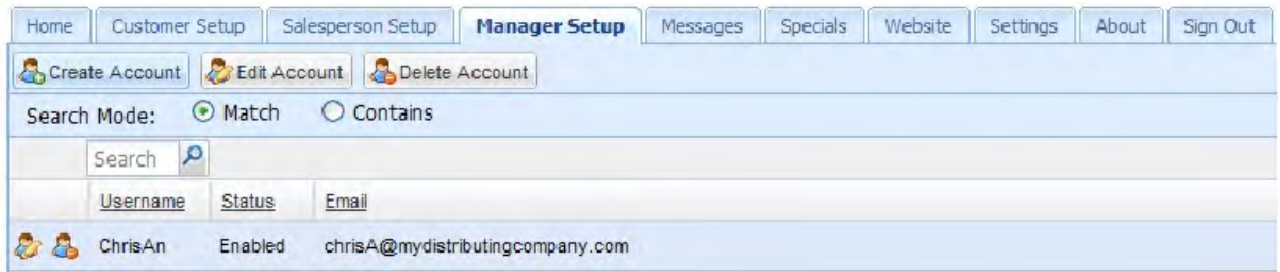 Home Customer Setup Salesperson Setup Manager Setup Messages Specials Website Settings About Sign Out
Create Account Edit Account Delete Account
Search Mode: Match Contains
Search
Username Status Email
ChrisAn Enabled chrisA@mydistributingcompany.com